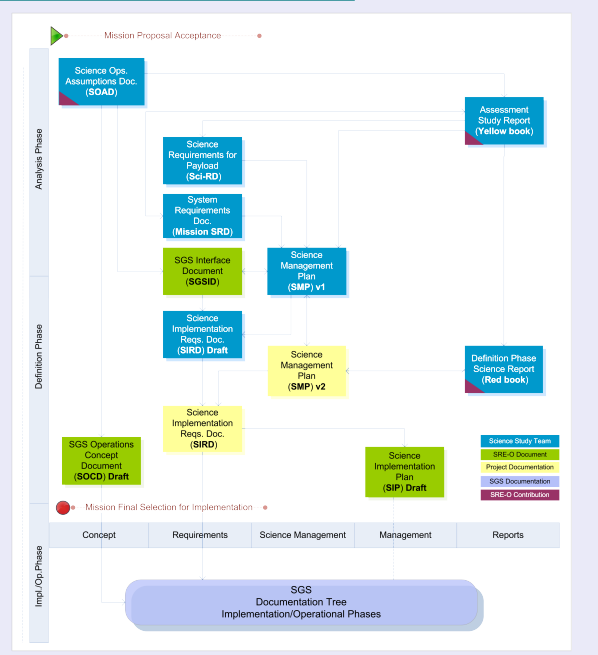 Mission Proposal Acceptance
Analysis Phase
Science Ops.
Assumptions Doc.
(SOAD)
Assessment
Study Report
(Yellow book)
Science
Requirements for
Payload
(Sci-RD)
System
Requirements
Doc.
(Mission SRD)
SGS Interface
Document
(SGSID)
Science
Management
Plan
(SMP) v1
Definition Phase
Science
Implementation
Reqs. Doc.
(SIRD) Draft
Science
Management
Plan
(SMP) v2
Definition Phase
Science Report
(Red book)
Science
Implementation
Reqs. Doc.
(SIRD)
SGS Operations
Concept
Document
(SOCD) Draft
Science
Implementation
Plan
(SIP) Draft
Science Study Team
SRE-O Document
Project Documentation
SGS Documentation
SRE-O Contribution
Mission Final Selection for Implementation
Impl./Op.Phase
Concept
Requirements
Science Management
Management
Reports
SGS
Documentation Tree
Implementation/Operational Phases